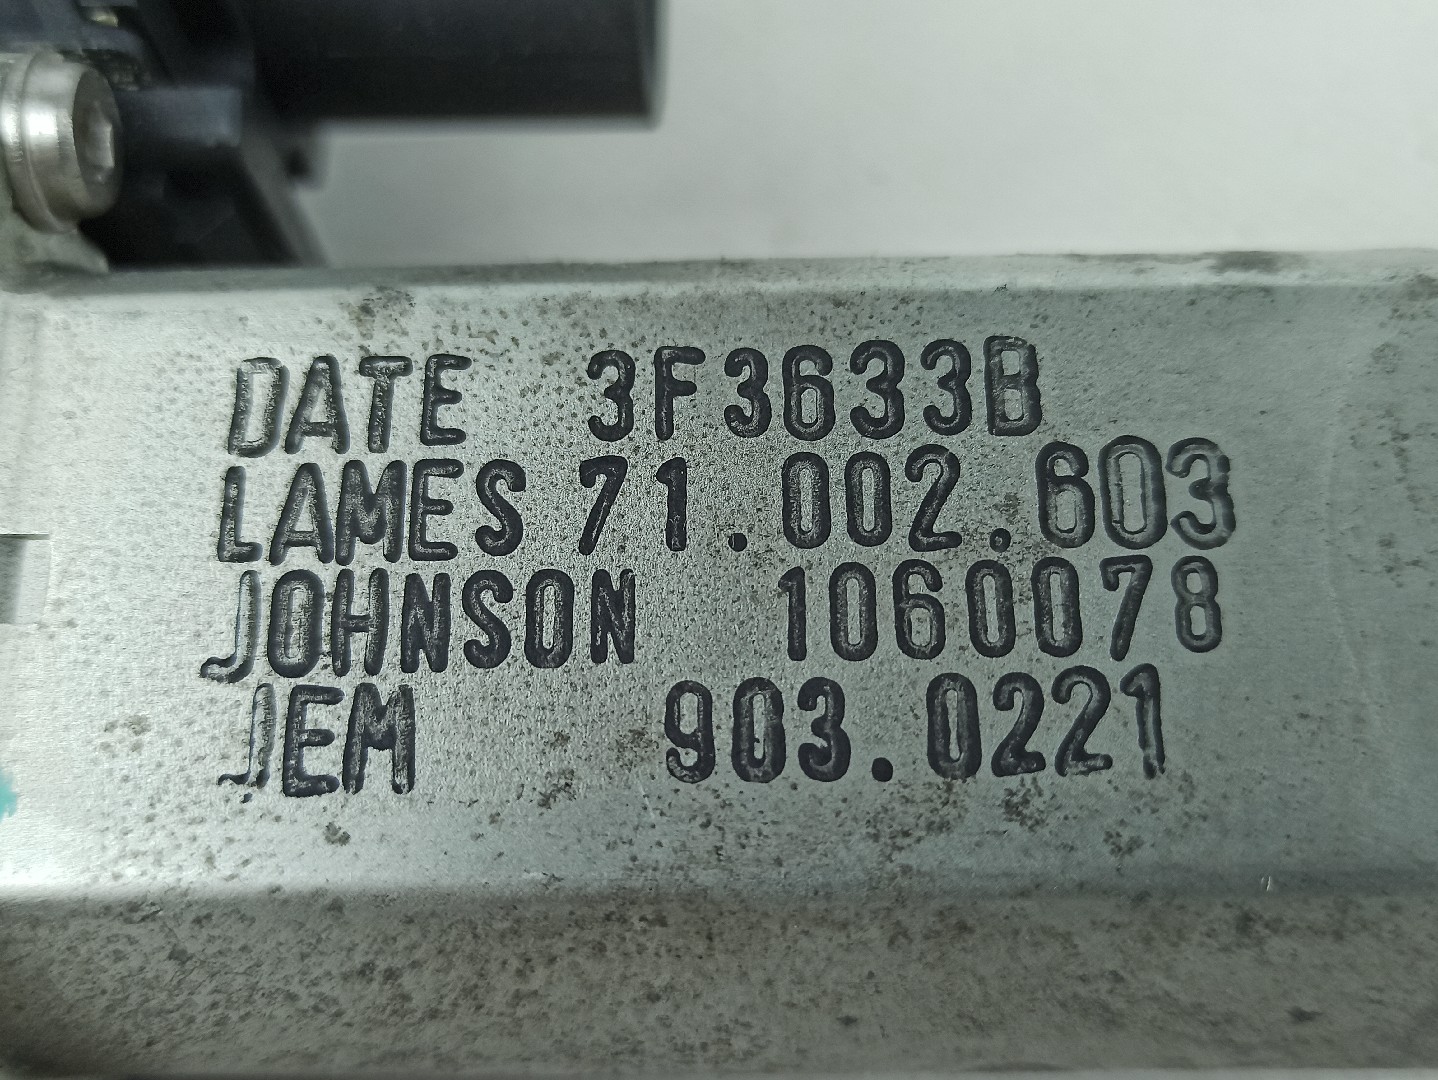 DATE 3F3633B
LAMES 71.002.603
JOHNSON 1060078
JEM 903.0221